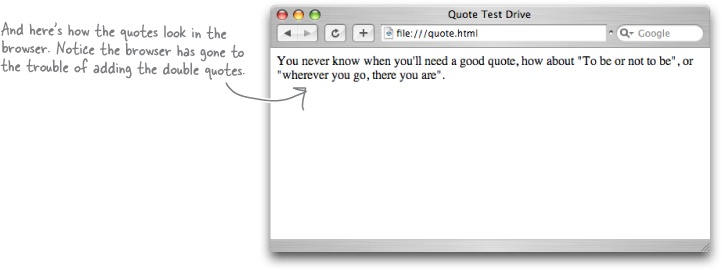 And here's how the quotes look in the
browser. Notice the browser has gone to
the trouble of adding the double quotes.
Quote Test Drive
file:///quote.html
Google
You never know when you'll need a good quote, how about "To be or not to be", or
"wherever you go, there you are".